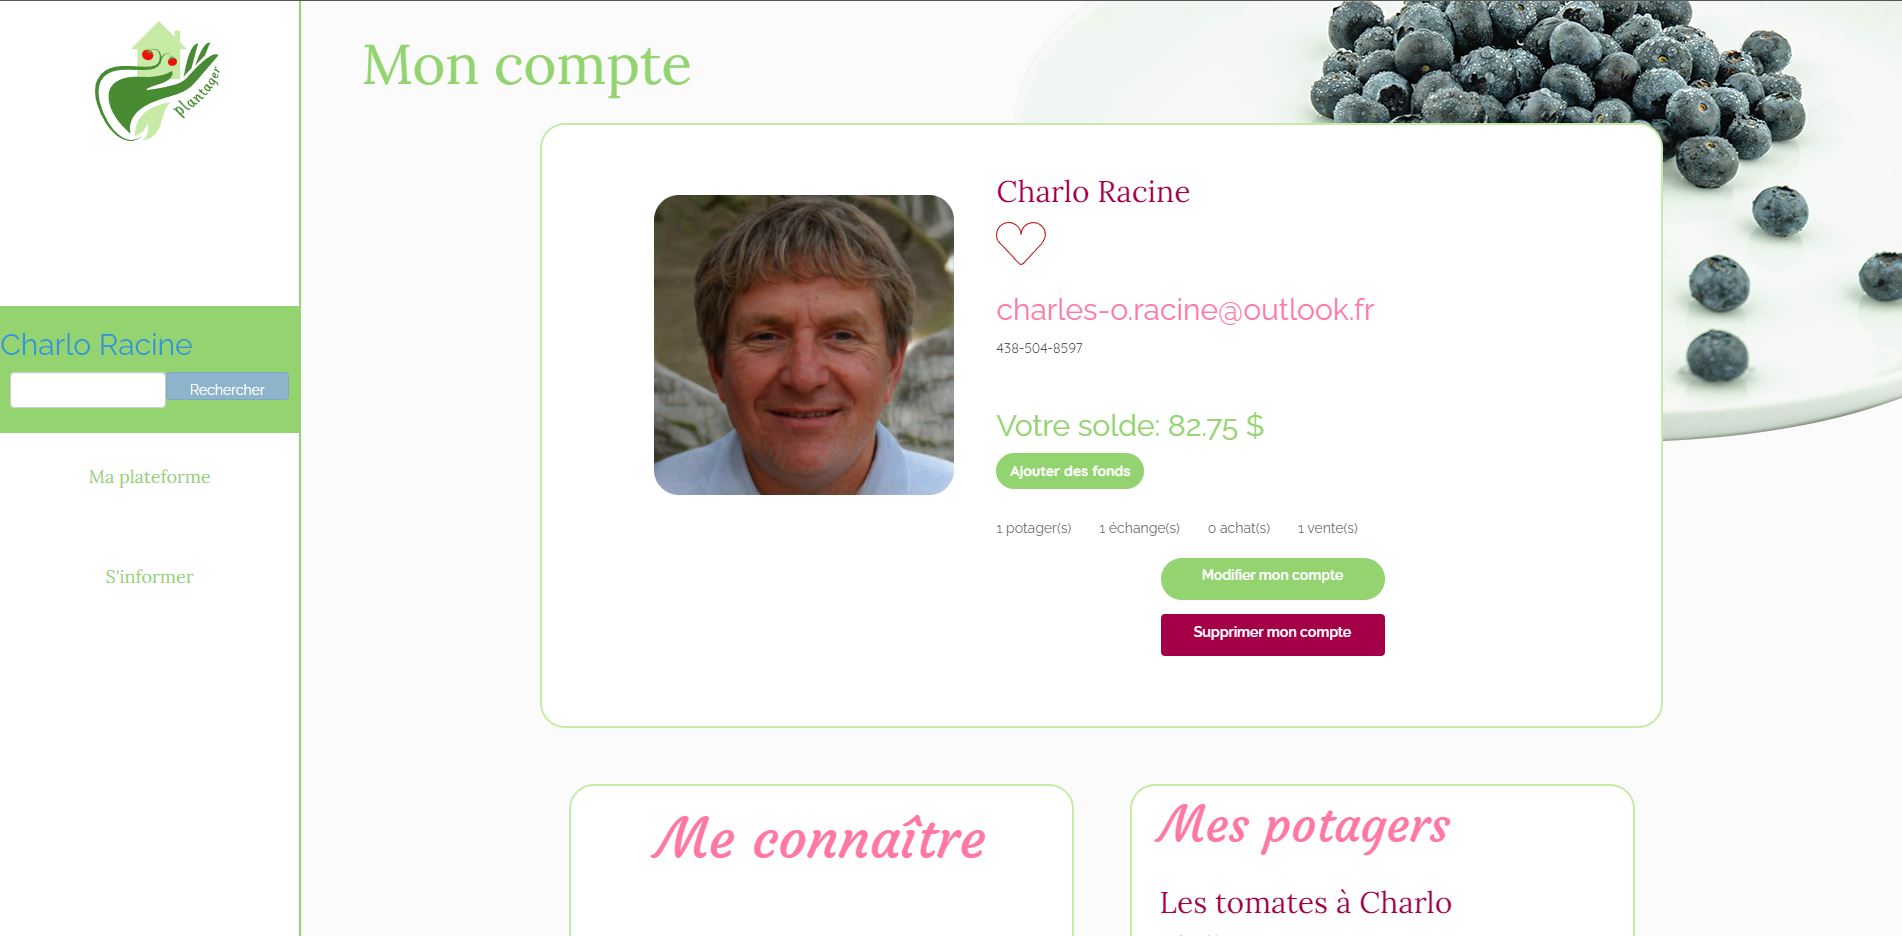 plantager
Mon compte
Charlo Racine
Rechercher
Ma plateforme
S'informer
Charlo Racine
charles-o.racine@outlook.fr
438-504-8597
Votre solde: 82.75 $
Ajouter des fonds
1 potager(s) 1 échange(s) 0 achat(s) 1 vente(s)
Modifier mon compte
Supprimer mon compte
Me connaître
Mes potagers
Les tomates à Charlo